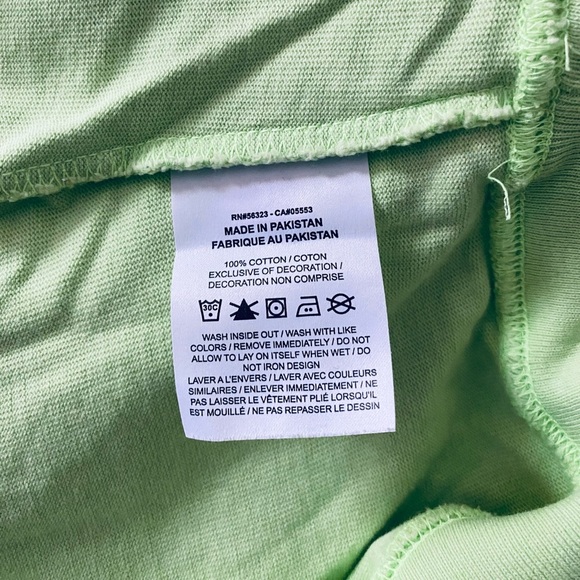 RN#56323 - CA#05553
MADE IN PAKISTAN
FABRIQUE AU PAKISTAN
100% COTTON / COTON
EXCLUSIVE OF DECORATION /
DECORATION NON COMPRISE
30C
WASH INSIDE OUT / WASH WITH LIKE
COLORS / REMOVE IMMEDIATELY / DO NOT
ALLOW TO LAY ON ITSELF WHEN WET / DO
NOT IRON DESIGN
LAVER A L'ENVERS / LAVER AVEC COULEURS
SIMILAIRES / ENLEVER IMMEDIATEMENT / NE
PAS LAISSER LE VÊTEMENT PLIÉ LORSQU'IL
EST MOUILLÉ / NE PAS REPASSER LE DESSIN